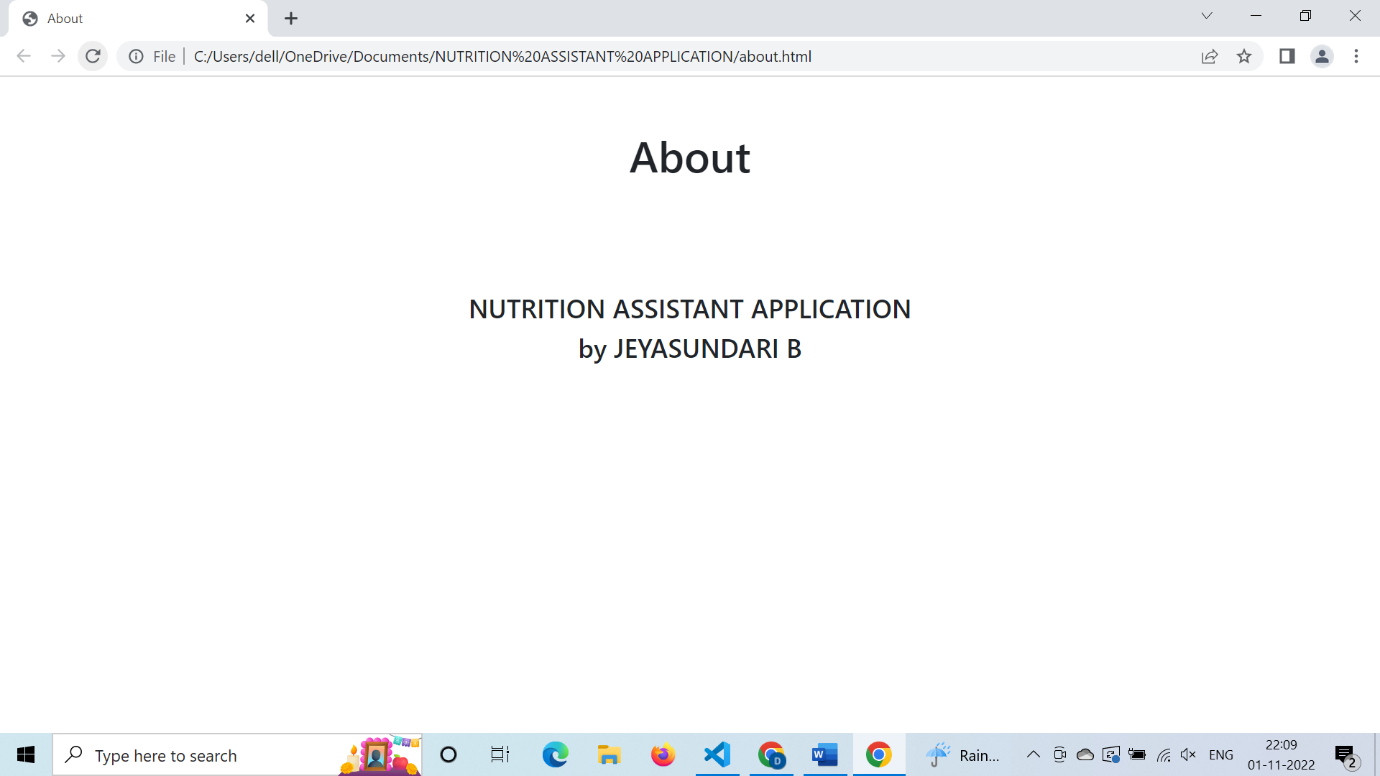 About
File C:/Users/dell/OneDrive/Documents/NUTRITION%20ASSISTANT%20APPLICATION/about.html
About
NUTRITION ASSISTANT APPLICATION
by JEYASUNDARI B
Type here to search
D
W
Rain...
ENG
22:09
01-11-2022
2